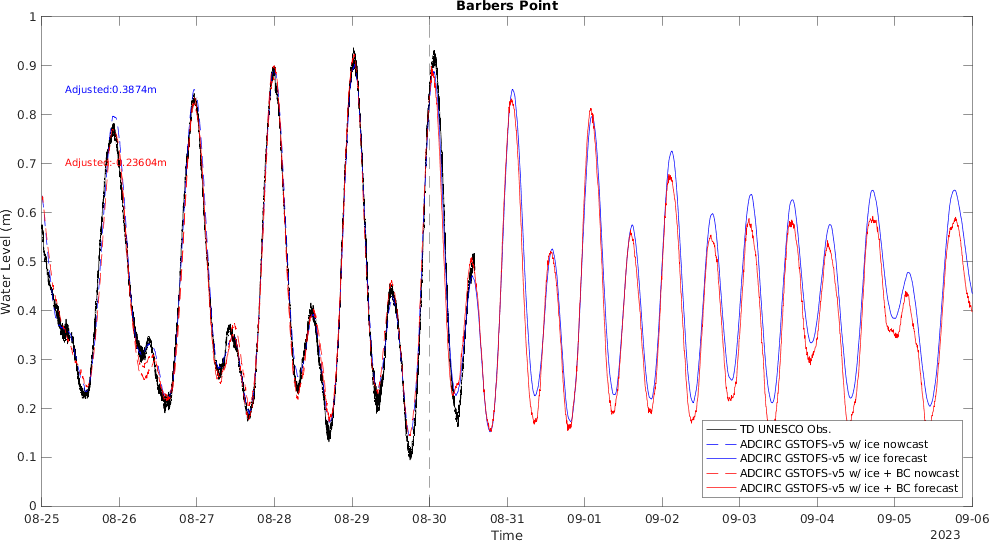 Barbers Point
Water Level (m)
1
0.9
0.8
0.7
0.6
0.5
0.4
0.3
0.2
0.1
0
Adjusted:0.3874m
Adjusted:-0.23604m
TD UNESCO Obs.
ADCIRC GSTOFS-v5 w/ ice nowcast
ADCIRC GSTOFS-v5 w/ ice forecast
ADCIRC GSTOFS-v5 w/ ice + BC nowcast
ADCIRC GSTOFS-v5 w/ ice + BC forecast
08-25 08-26 08-27 08-28 08-29 08-30 08-31 09-01 09-02 09-03 09-04 09-05 09-06
Time
2023